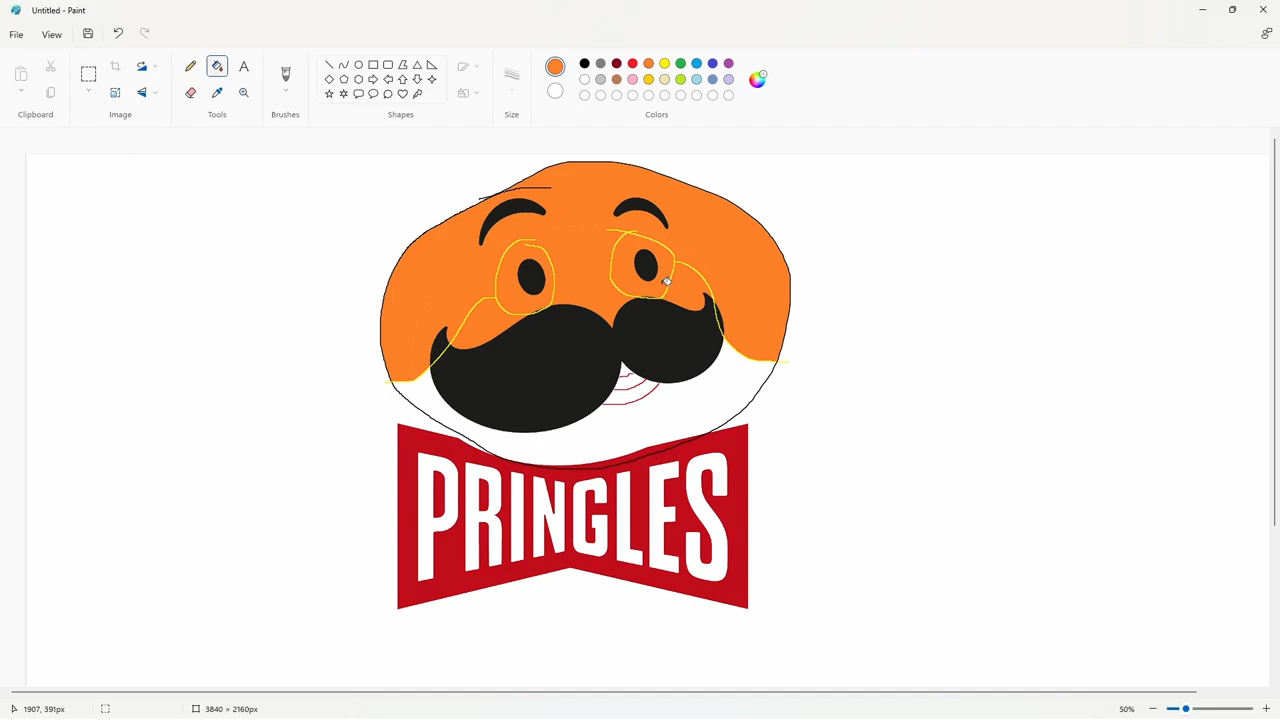 Untitled - Paint
File View
A
Clipboard Image Tools Brushes Shapes Size Colors
PRINGLES
1907, 391px 3840 × 2160px 50%